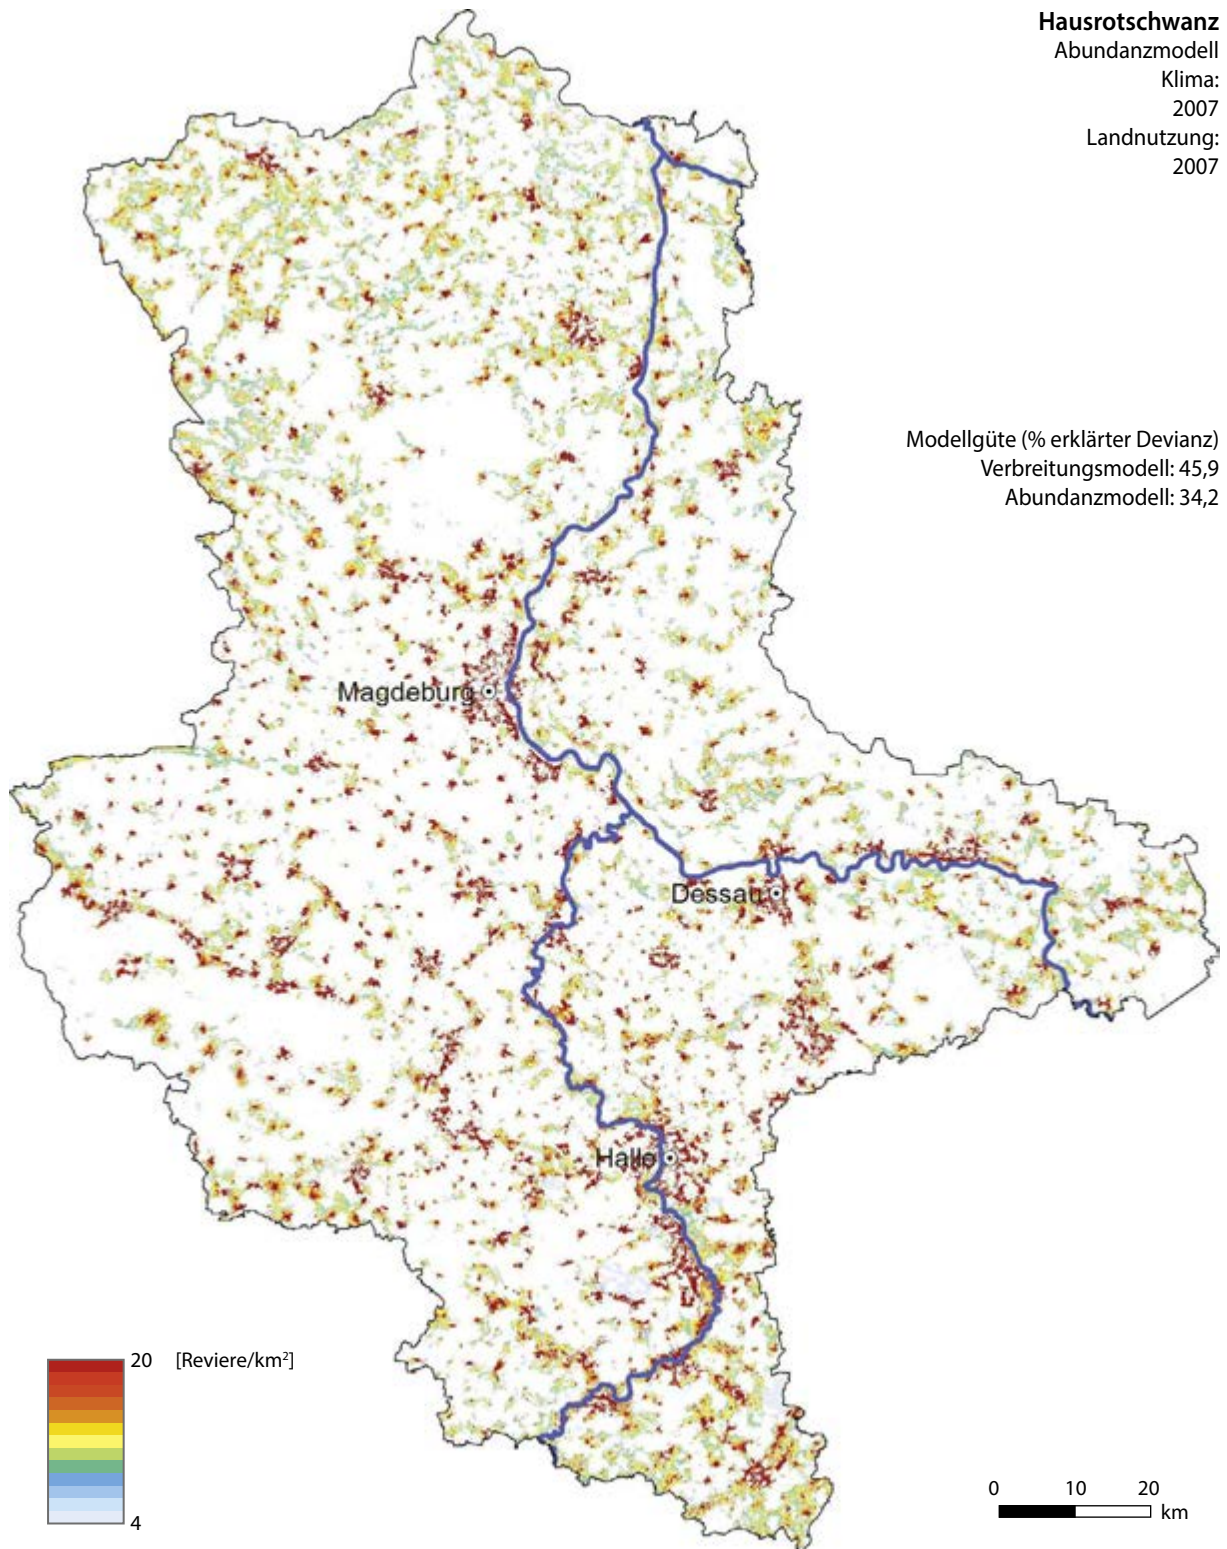 Hausrotschwanz
Abundanzmodell
Klima:
2007
Landnutzung:
2007
Modellgüte (% erklärter Devianz)
Verbreitungsmodell: 45,9
Abundanzmodell: 34,2
Magdeburg
Dessau
Halle
20 [Reviere/km²]
4
0 10 20
km